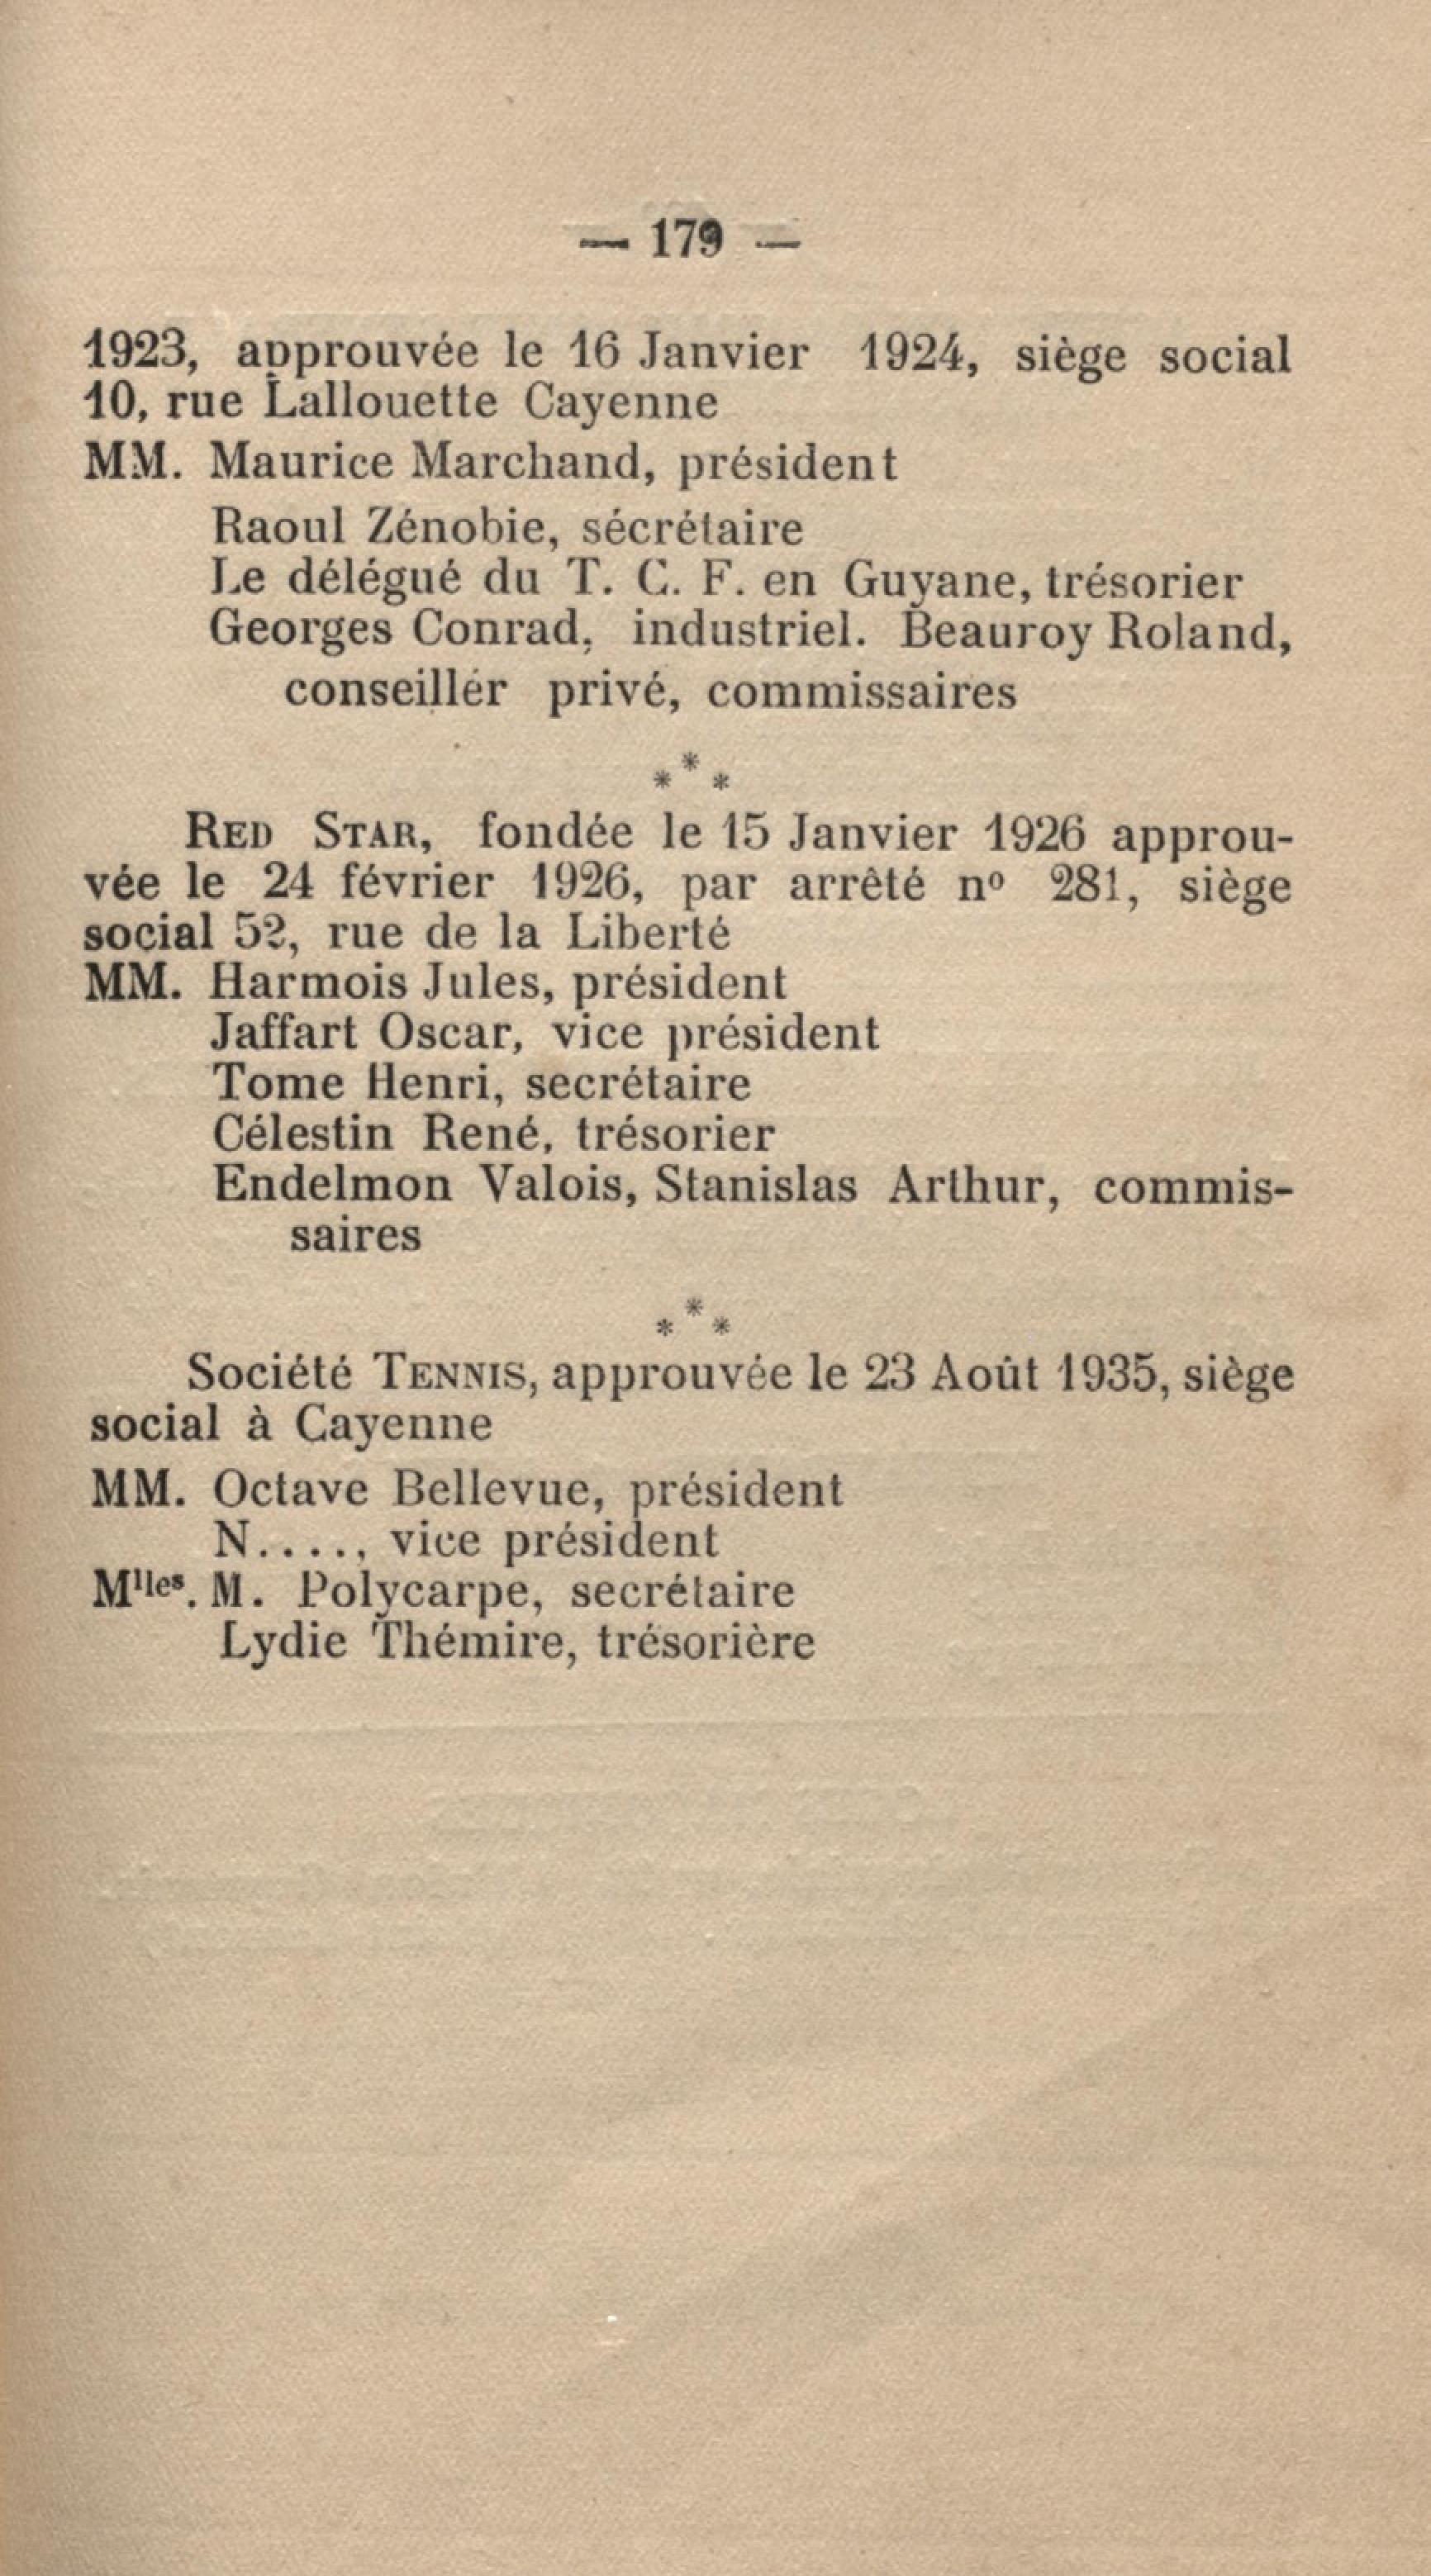 — 179 —
1923, approuvée le 16 Janvier 1924, siège social
10, rue Lallouette Cayenne
MM. Maurice Marchand, président
Raoul Zénobie, sécrétaire
Le délégué du T. C. F. en Guyane, trésorier
Georges Conrad, industriel. Beauroy Roland,
conseiller privé, commissaires
* * *
RED STAR, fondée le 15 Janvier 1926 approu-
vée le 24 février 1926, par arrêté nº 281, siège
social 52, rue de la Liberté
MM. Harmois Jules, président
Jaffart Oscar, vice président
Tome Henri, secrétaire
Célestin René, trésorier
Endelmon Valois, Stanislas Arthur, commis-
saires
* * *
Société TENNIS, approuvée le 23 Août 1935, siège
social à Cayenne
MM. Octave Bellevue, président
N...., vice président
Mlles. M. Polycarpe, secrétaire
Lydie Thémire, trésorière